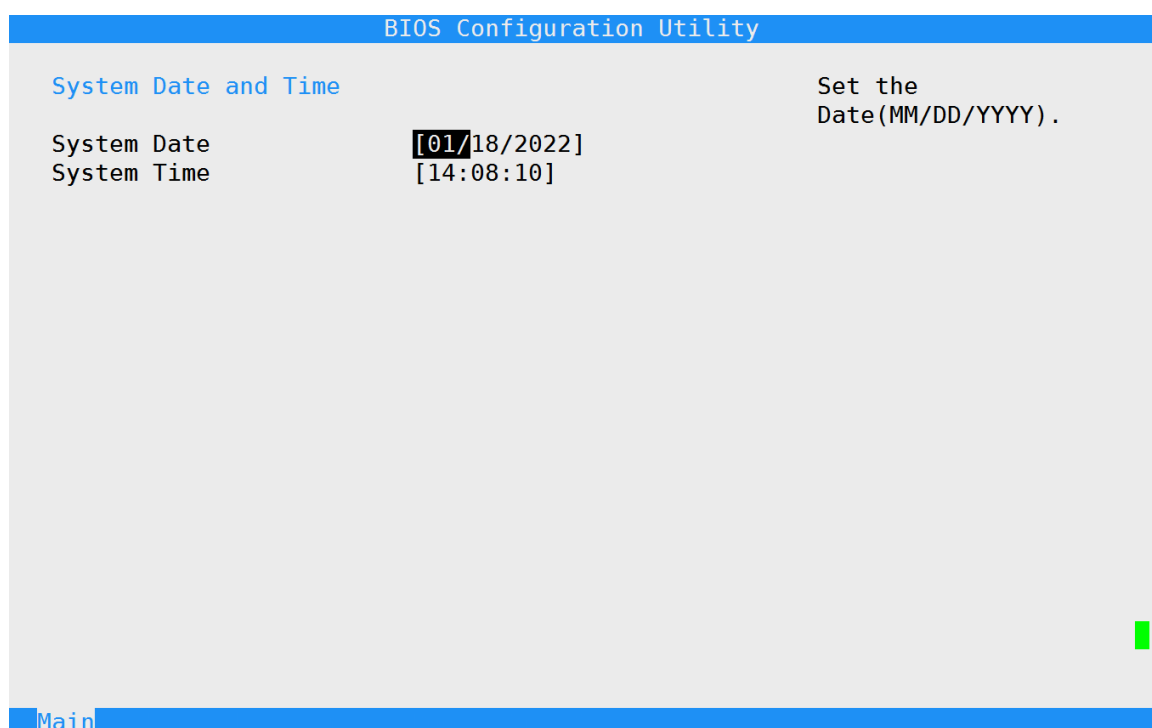 BIOS Configuration Utility
System Date and Time
Set the
Date(MM/DD/YYYY).
System Date [01/18/2022]
System Time [14:08:10]
Main